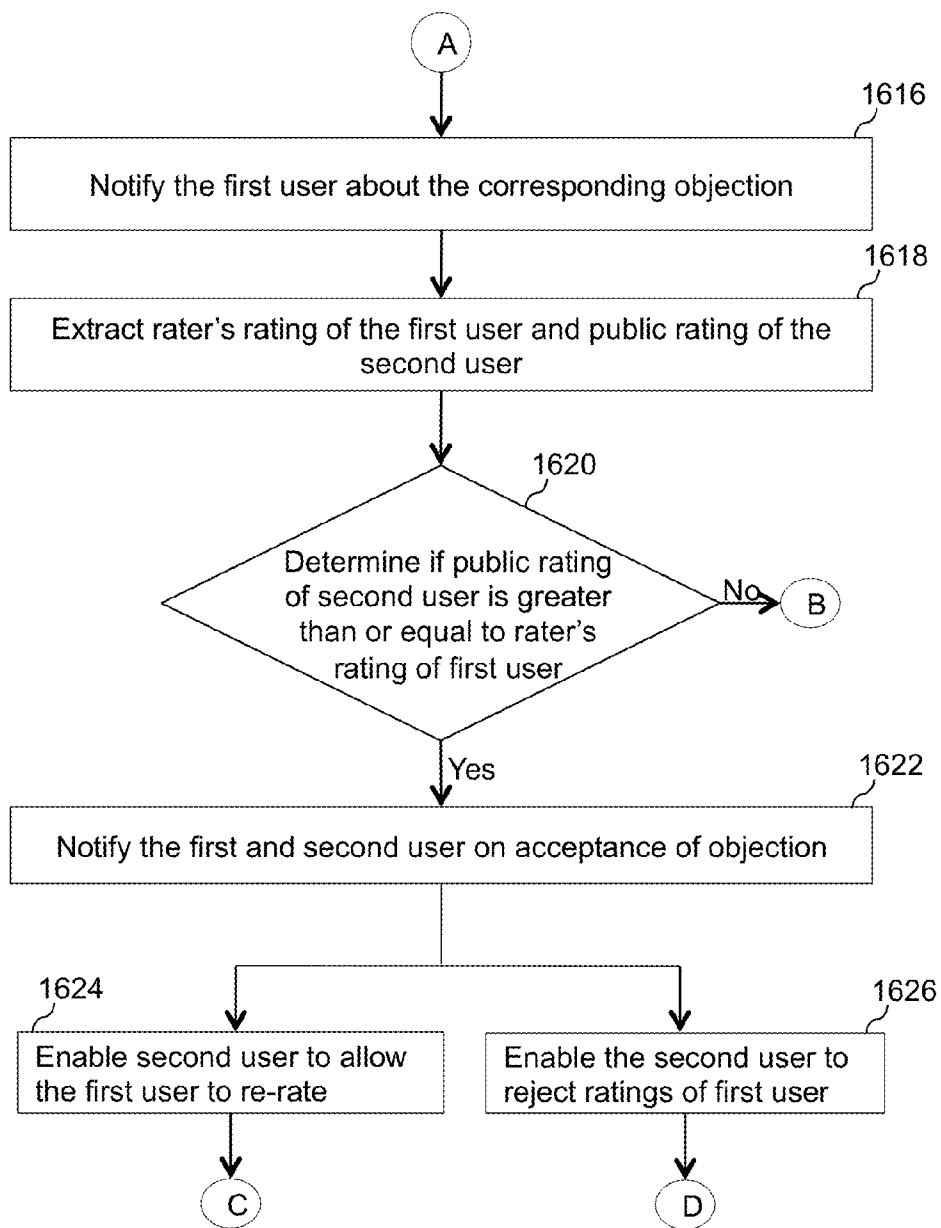 A
1616
Notify the first user about the corresponding objection
1618
Extract rater's rating of the first user and public rating of the
second user
1620
Determine if public rating
of second user is greater
than or equal to rater's
rating of first user
No
B
Yes
1622
Notify the first and second user on acceptance of objection
1624
Enable second user to allow
the first user to re-rate
1626
Enable the second user to
reject ratings of first user
C
D